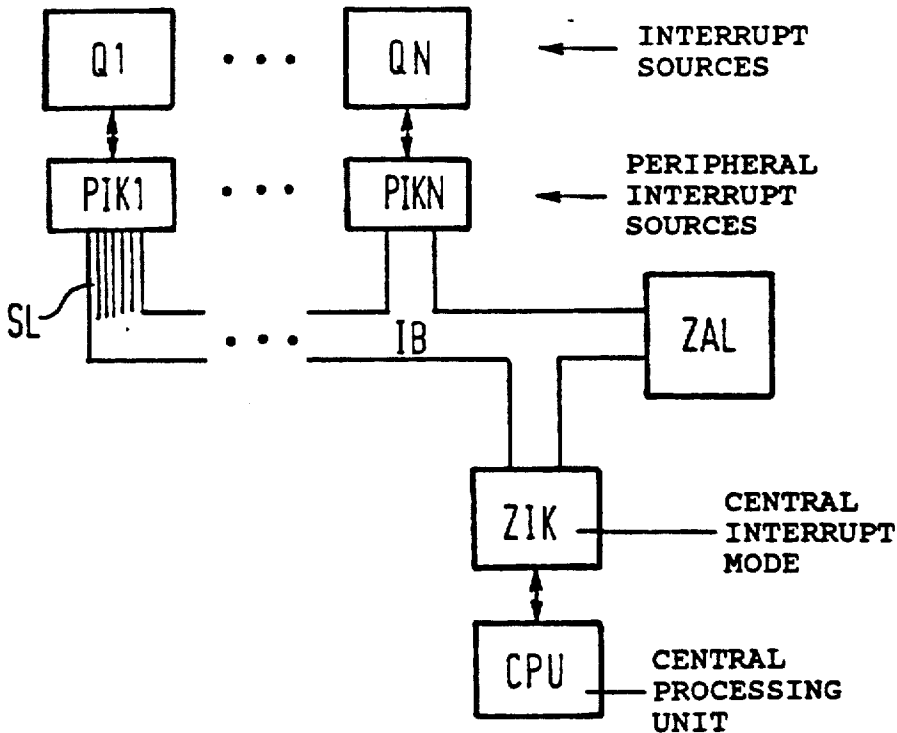 Q1
QN
INTERRUPT
SOURCES
PIK1
PIKN
PERIPHERAL
INTERRUPT
SOURCES
SL
IB
ZAL
ZIK
CENTRAL
INTERRUPT
MODE
CPU
CENTRAL
PROCESSING
UNIT